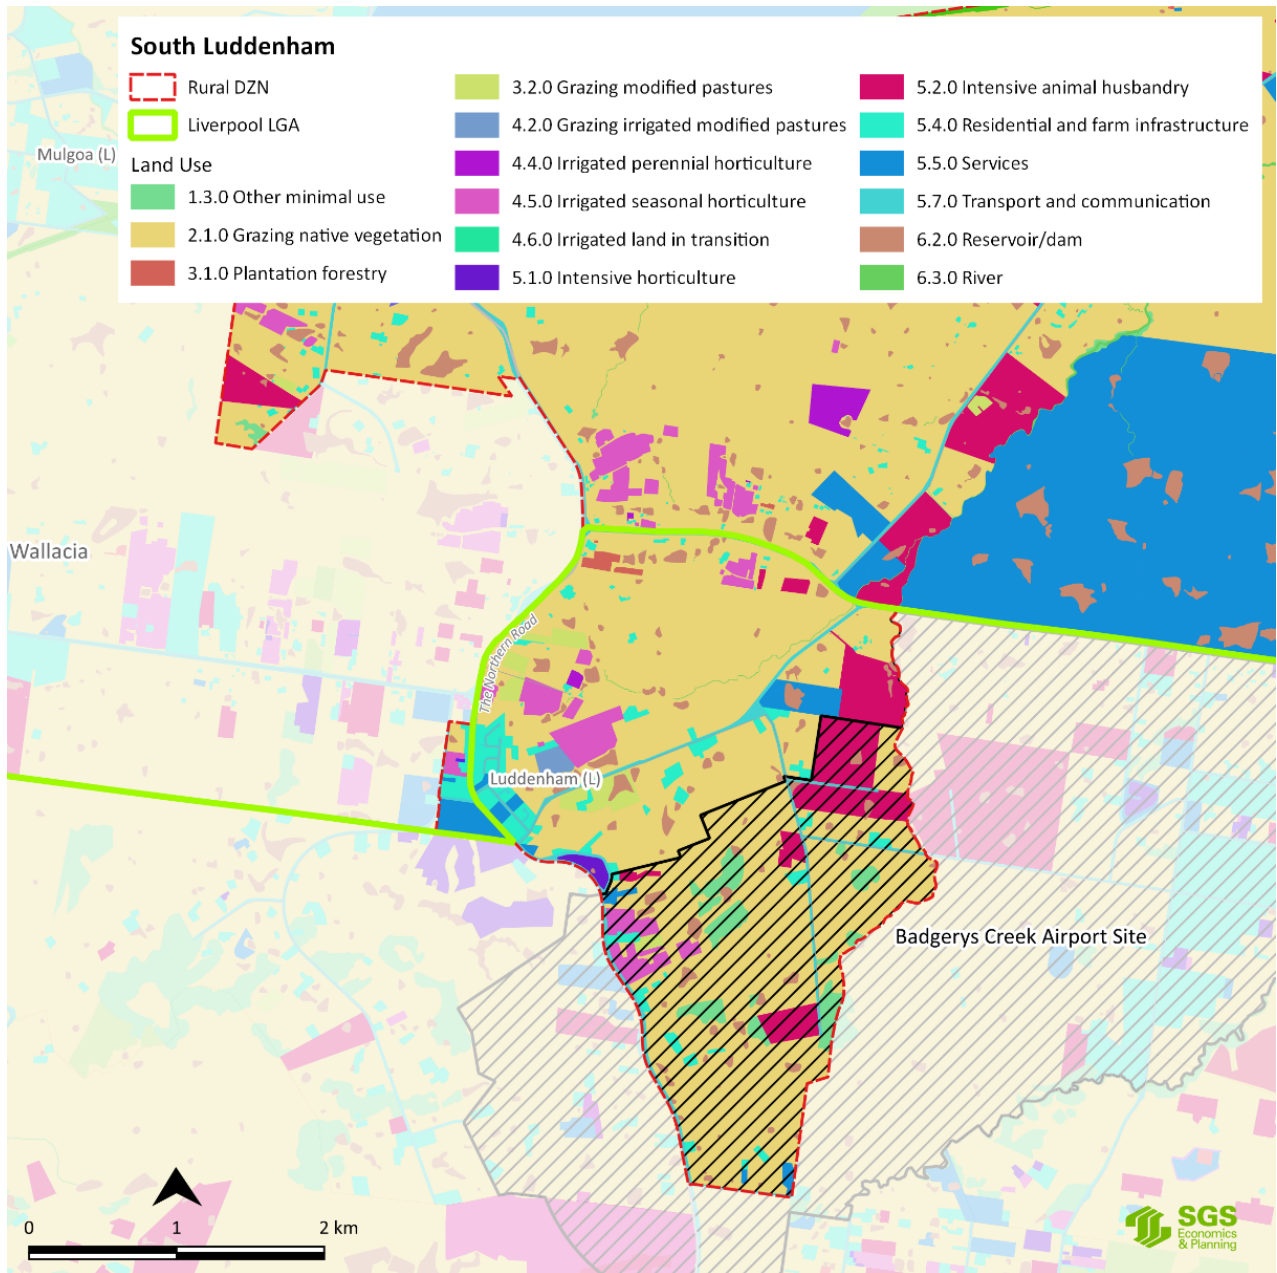 South Luddenham
Rural DZN
Liverpool LGA
Land Use
1.3.0 Other minimal use
2.1.0 Grazing native vegetation
3.1.0 Plantation forestry
3.2.0 Grazing modified pastures
4.2.0 Grazing irrigated modified pastures
4.4.0 Irrigated perennial horticulture
4.5.0 Irrigated seasonal horticulture
4.6.0 Irrigated land in transition
5.1.0 Intensive horticulture
5.2.0 Intensive animal husbandry
5.4.0 Residential and farm infrastructure
5.5.0 Services
5.7.0 Transport and communication
6.2.0 Reservoir/dam
6.3.0 River
Mulgoa (L)
Wallacia
The Northern Road
Luddenham (L)
Badgerys Creek Airport Site
0 1 2 km
SGS
Economics
& Planning